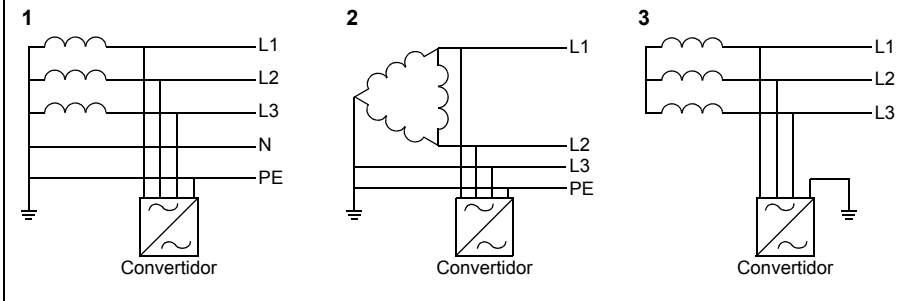 1
L1
L2
L3
N
PE
Convertidor
2
L1
L2
L3
PE
Convertidor
3
L1
L2
L3
Convertidor